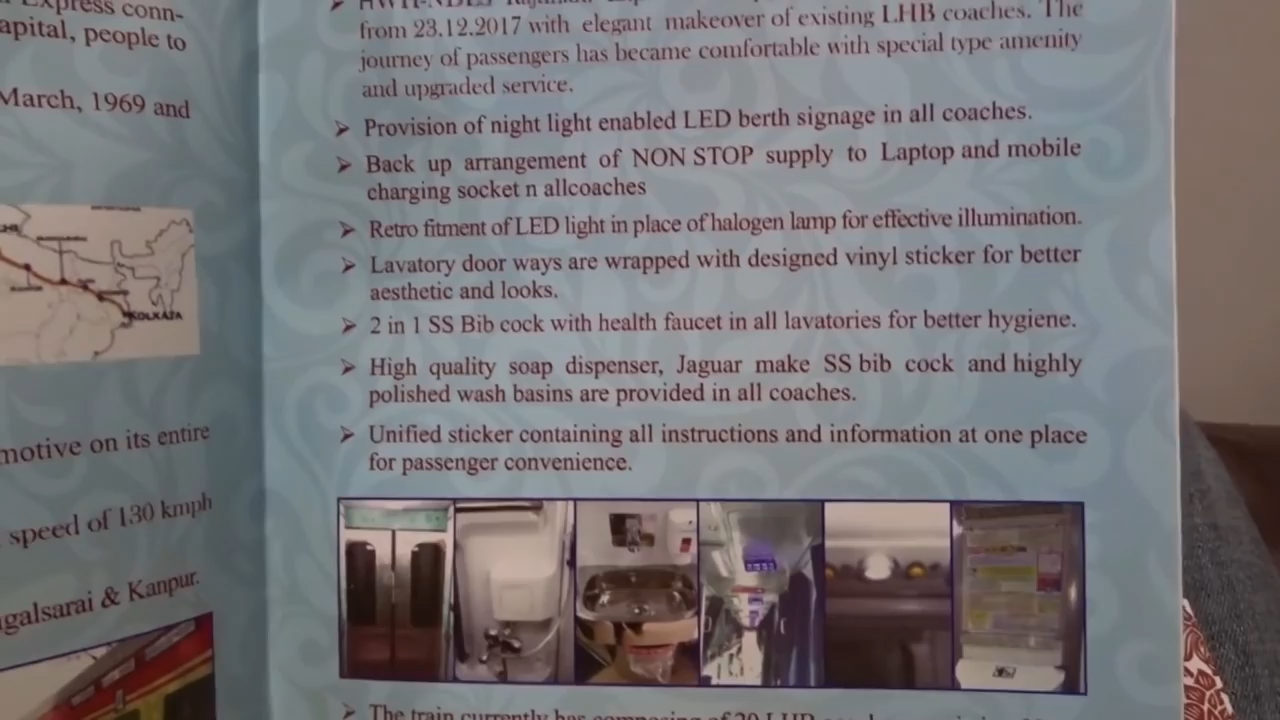 Express conn-
apital, people to
March, 1969 and
KOLKATA
motive on its entire
speed of 130 kmph
galsarai & Kanpur.
from 23.12.2017 with elegant makeover of existing LHB coaches. The
journey of passengers has became comfortable with special type amenity
and upgraded service.
➤ Provision of night light enabled LED berth signage in all coaches.
➤ Back up arrangement of NON STOP supply to Laptop and mobile
charging socket n allcoaches
➤ Retro fitment of LED light in place of halogen lamp for effective illumination.
➤ Lavatory door ways are wrapped with designed vinyl sticker for better
aesthetic and looks.
➤ 2 in 1 SS Bib cock with health faucet in all lavatories for better hygiene.
➤ High quality soap dispenser, Jaguar make SS bib cock and highly
polished wash basins are provided in all coaches.
➤ Unified sticker containing all instructions and information at one place
for passenger convenience.
➤ The train currently has